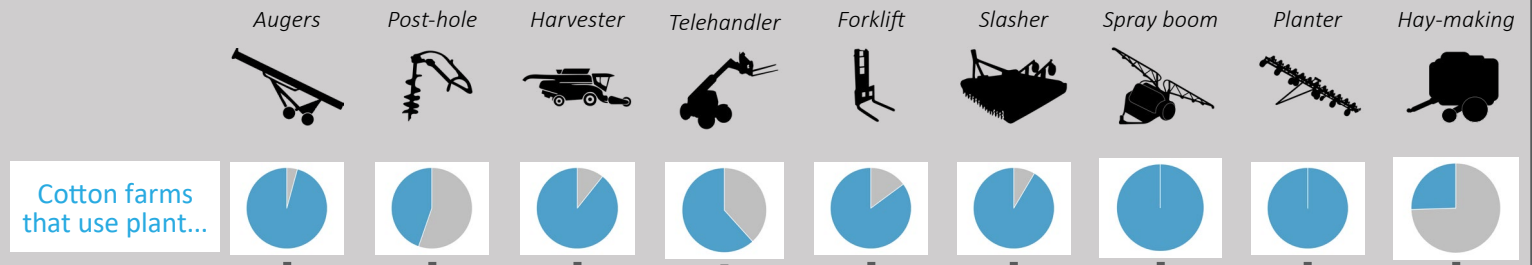 Augers Post-hole Harvester Telehandler Forklift Slasher Spray boom Planter Hay-making
Cotton farms
that use plant...